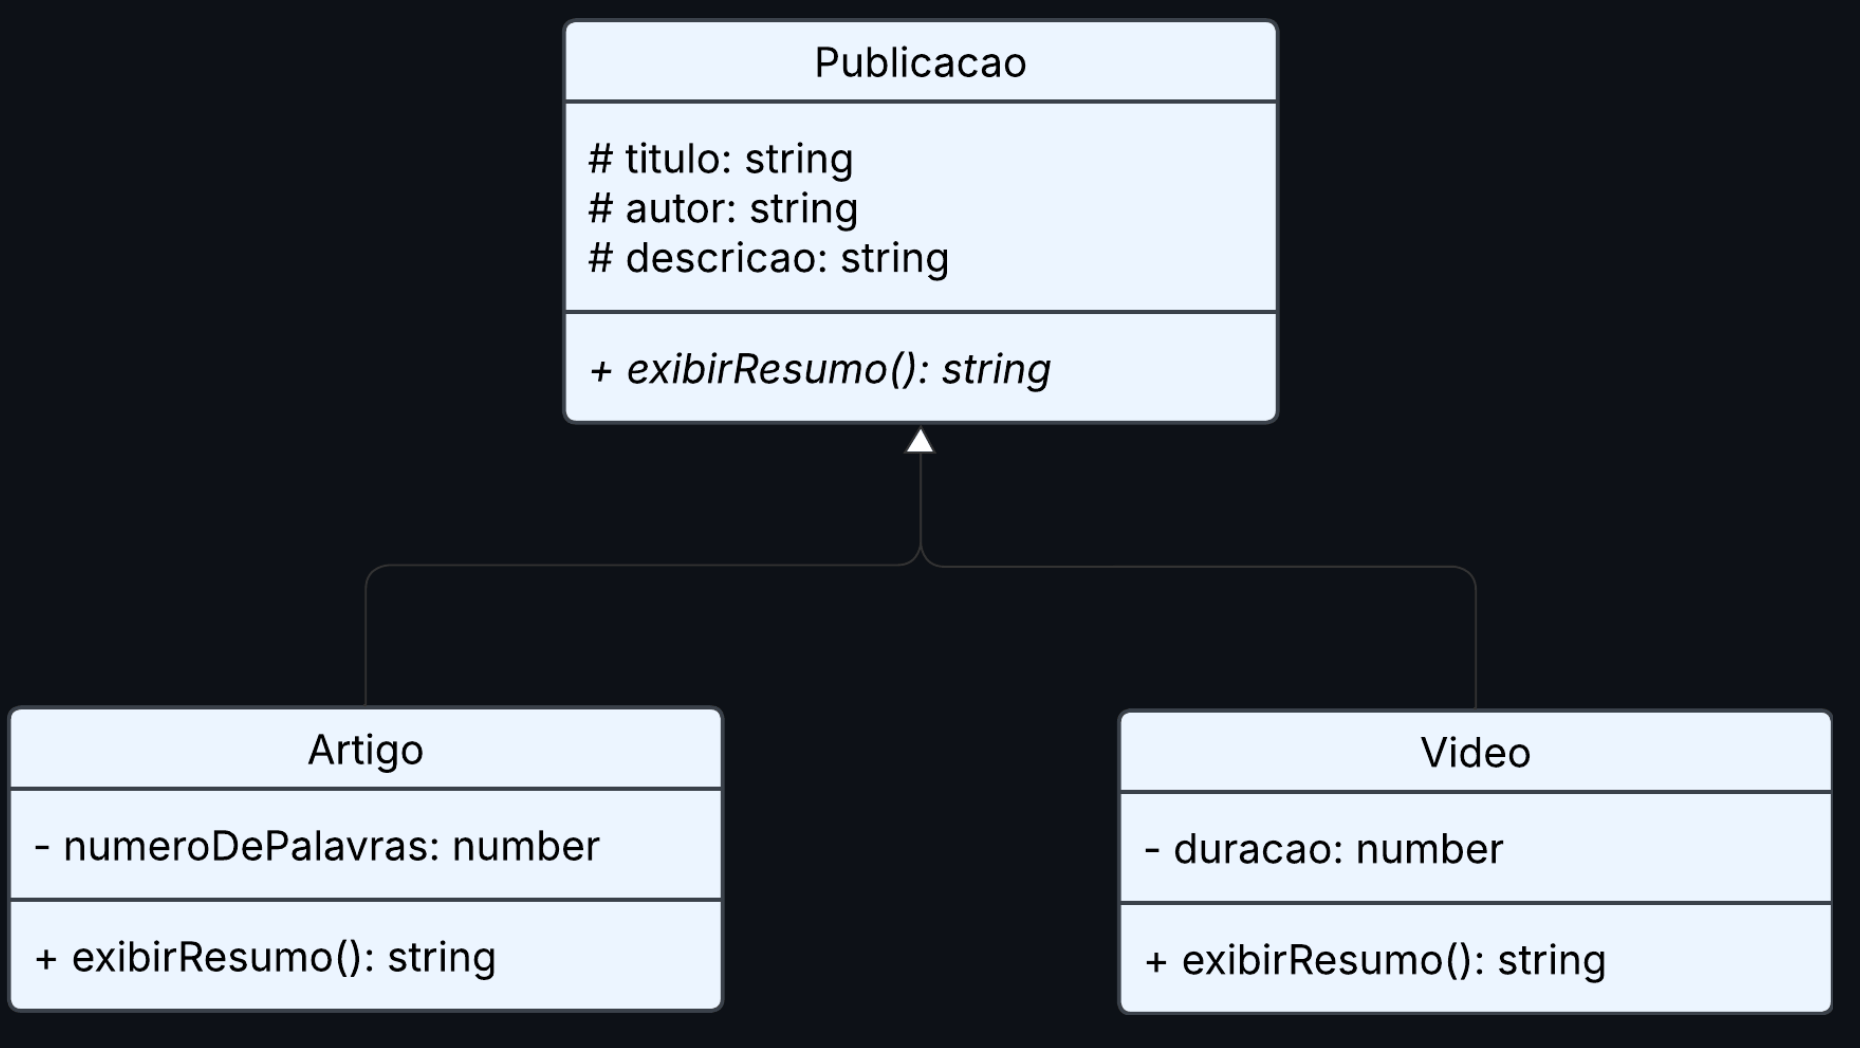 Publicacao
# titulo: string
# autor: string
# descricao: string
+ exibirResumo(): string
Artigo
- numeroDePalavras: number
+ exibirResumo(): string
Video
- duracao: number
+ exibirResumo(): string